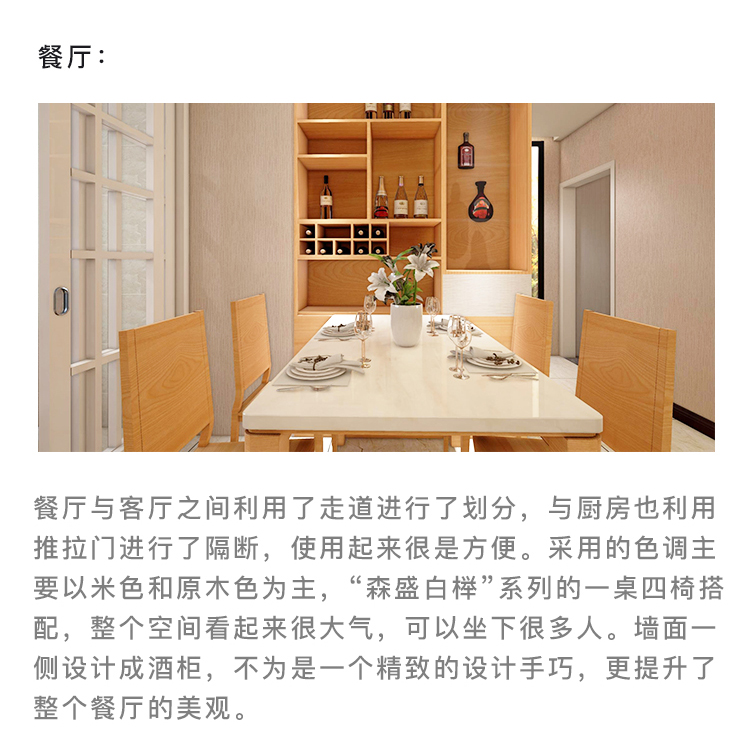 餐厅：
餐厅与客厅之间利用了走道进行了划分，与厨房也利用
推拉门进行了隔断，使用起来很是方便。采用的色调主
要以米色和原木色为主，“森盛白榉”系列的一桌四椅搭
配，整个空间看起来很大气，可以坐下很多人。墙面一
侧设计成酒柜，不为是一个精致的设计手巧，更提升了
整个餐厅的美观。